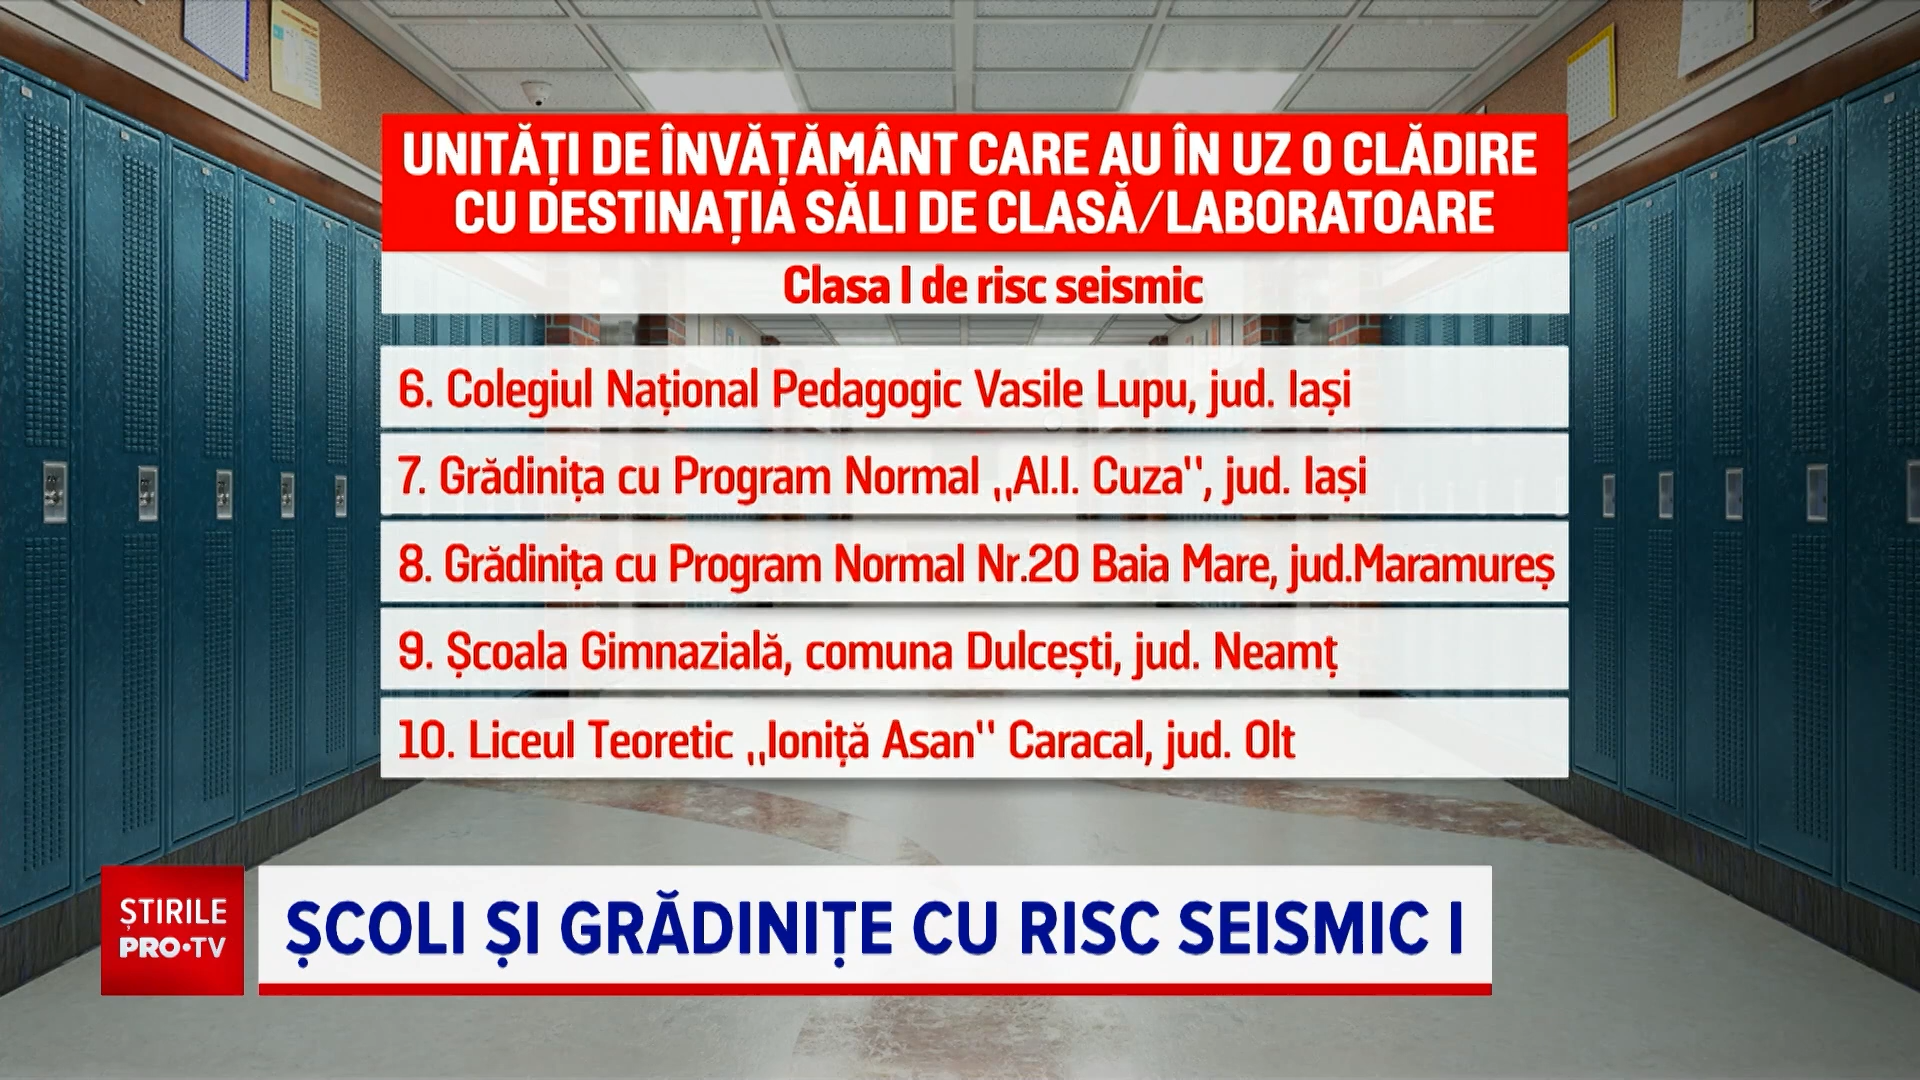 UNITĂȚI DE ÎNVĂȚĂMÂNT CARE AU ÎN UZ O CLĂDIRE
CU DESTINAȚIA SĂLI DE CLASĂ/LABORATOARE
Clasa I de risc seismic
6. Colegiul Național Pedagogic Vasile Lupu, jud. Iași
7. Grădinița cu Program Normal ,,Al.I. Cuza'', jud. Iași
8. Grădinița cu Program Normal Nr.20 Baia Mare, jud.Maramureș
9. Școala Gimnazială, comuna Dulcești, jud. Neamț
10. Liceul Teoretic ,,Ioniță Asan'' Caracal, jud. Olt
ȘTIRILE
PRO•TV
ȘCOLI ȘI GRĂDINIȚE CU RISC SEISMIC I